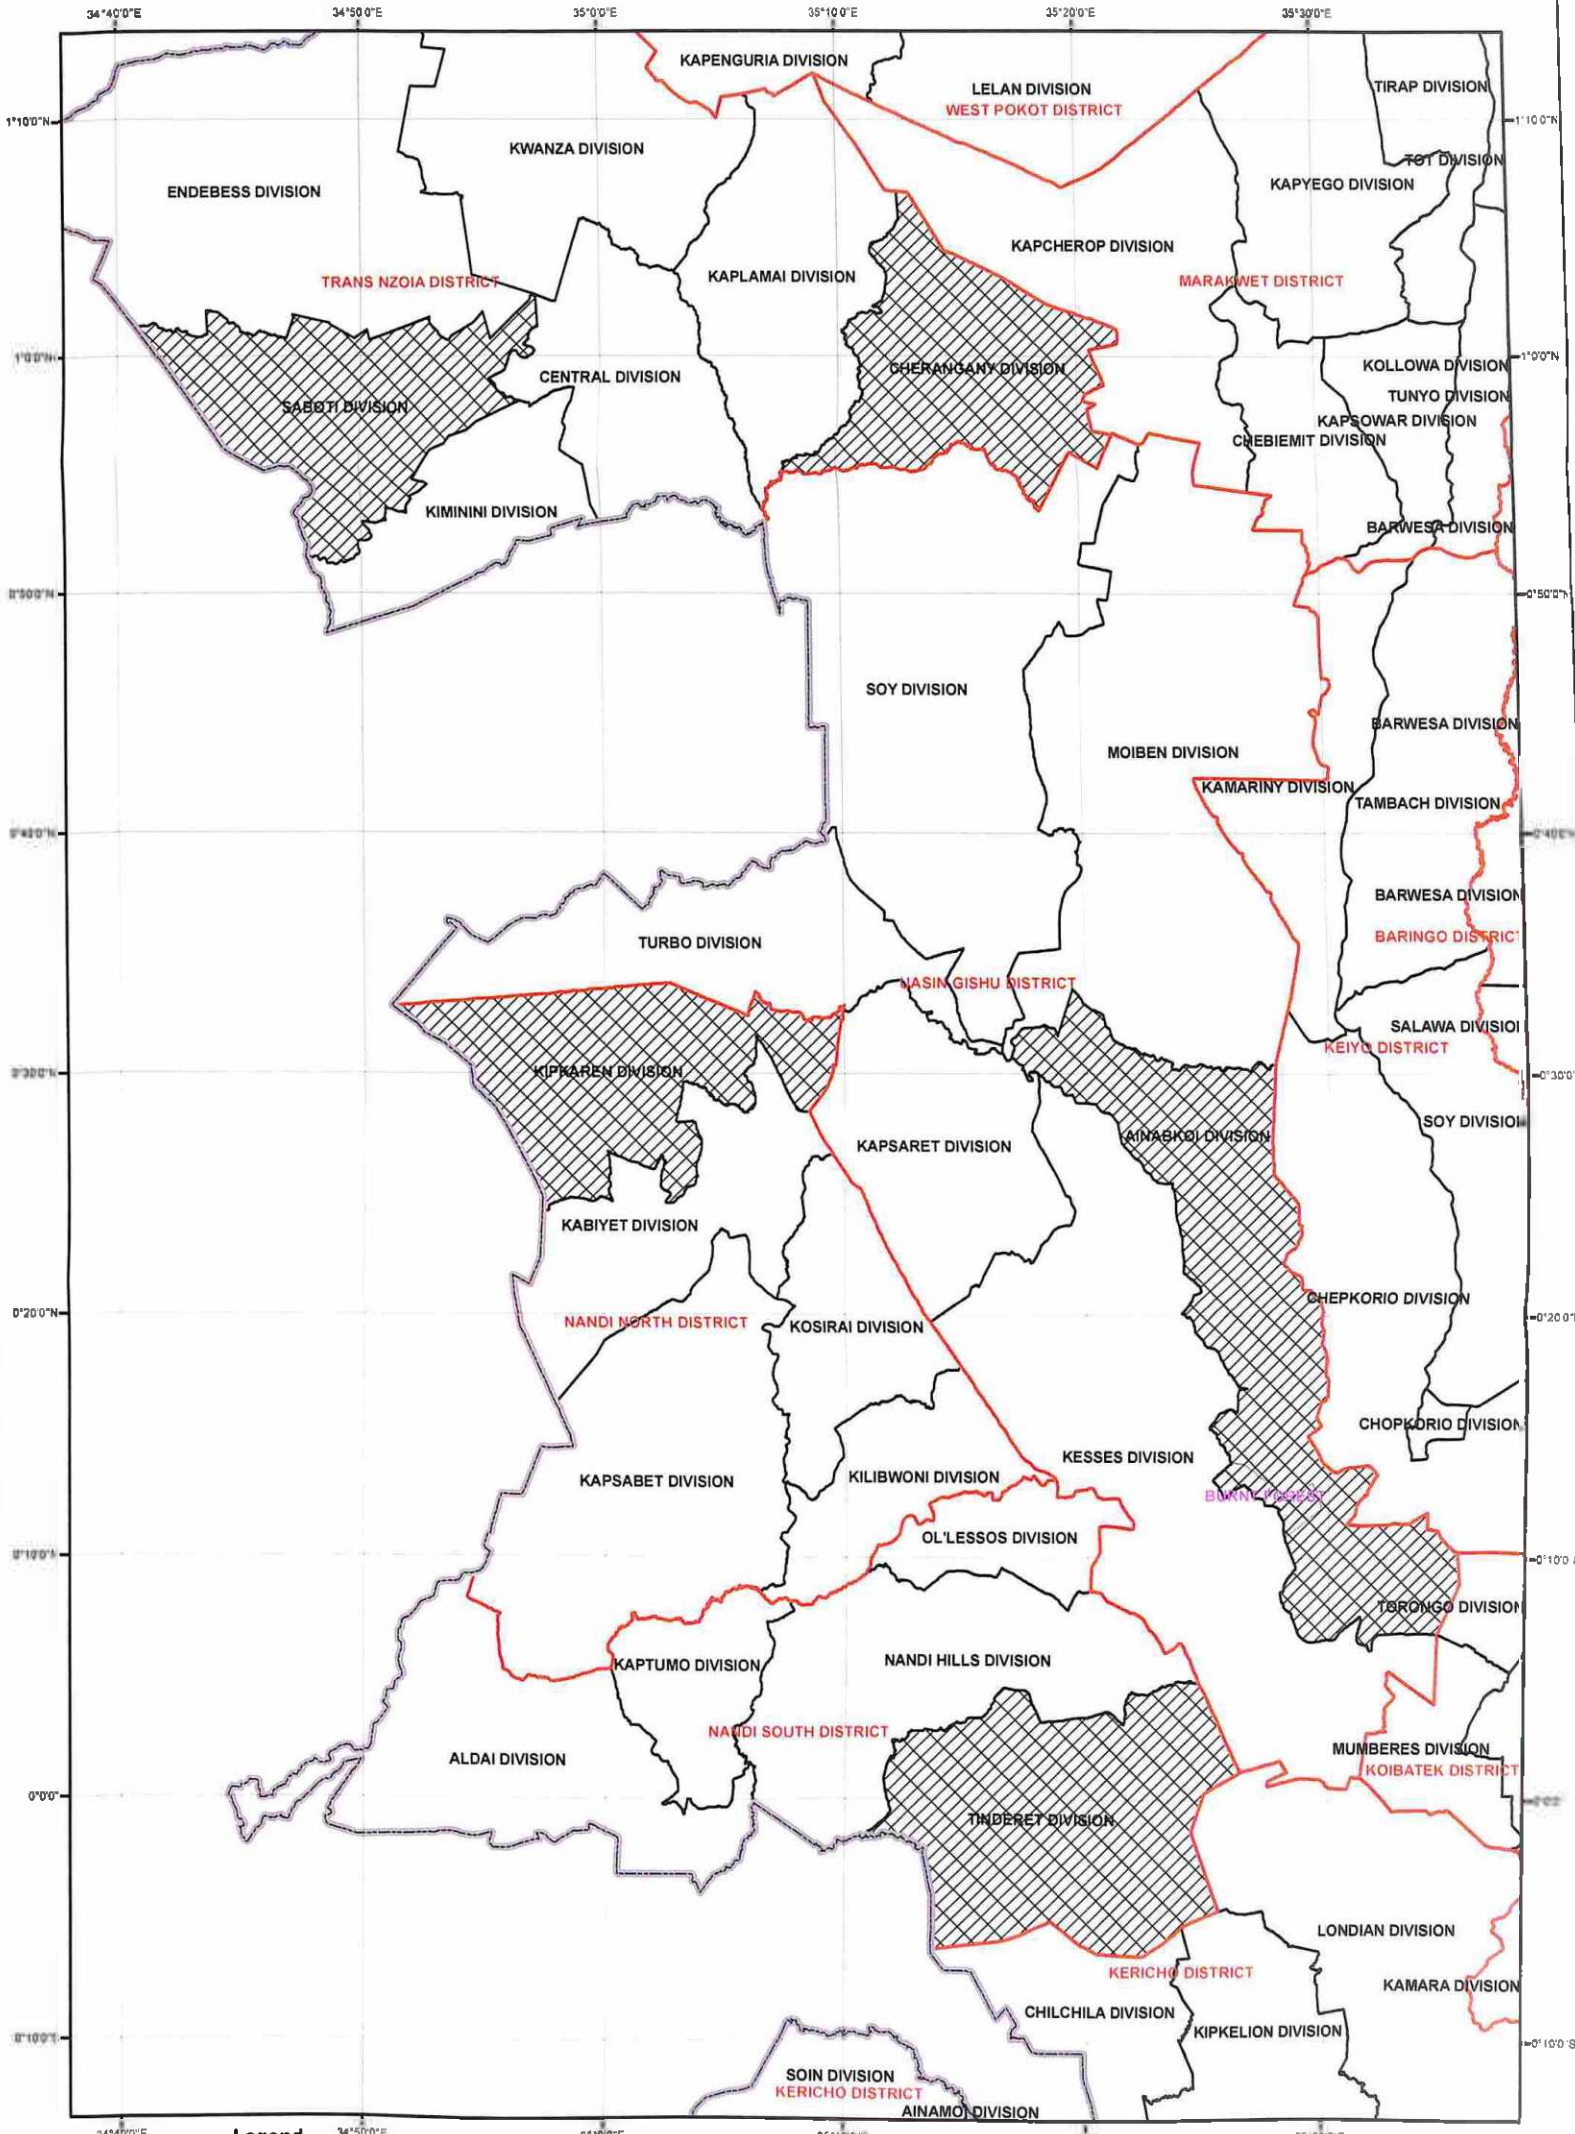 34°40'0"E 34°50'0"E 35°0'0"E 35°10'0"E 35°20'0"E 35°30'0"E
KAPENGURIA DIVISION
LELAN DIVISION
WEST POKOT DISTRICT
TIRAP DIVISION
1°10'0"N
KWANZA DIVISION
TOT DIVISION
ENDEBESS DIVISION
KAPYEGO DIVISION
KAPCHEROP DIVISION
KAPLAMAI DIVISION
TRANS NZOIA DISTRICT
MARAKWET DISTRICT
1°0'0"N
1°0'0"N
KOLLOWA DIVISION
CHERANGANY DIVISION
CENTRAL DIVISION
TUNYO DIVISION
SABOTI DIVISION
KAPSOWAR DIVISION
CHEBIEMIT DIVISION
KIMININI DIVISION
BARWESA DIVISION
0°50'0"N
SOY DIVISION
BARWESA DIVISION
MOIBEN DIVISION
KAMARINY DIVISION
TAMBACH DIVISION
0°40'0"N
BARWESA DIVISION
BARINGO DISTRICT
TURBO DIVISION
UASIN GISHU DISTRICT
SALAWA DIVISION
KEIYO DISTRICT
KIPKAREN DIVISION
0°30'0"N
SOY DIVISION
AINABKOI DIVISION
KAPSARET DIVISION
KABIYET DIVISION
CHEPKORIO DIVISION
0°20'0"N
NANDI NORTH DISTRICT
KOSIRAI DIVISION
CHOPKORIO DIVISION
KESSES DIVISION
KAPSABET DIVISION
KILIBWONI DIVISION
BURNT FOREST
OL'LESSOS DIVISION
0°10'0"N
TORONGO DIVISION
NANDI HILLS DIVISION
KAPTUMO DIVISION
NANDI SOUTH DISTRICT
MUMBERES DIVISION
ALDAI DIVISION
KOIBATEK DISTRICT
0°0'0"
TINDERET DIVISION
LONDIAN DIVISION
KERICHO DISTRICT
KAMARA DIVISION
CHILCHILA DIVISION
KIPKELION DIVISION
0°10'0"S
SOIN DIVISION
KERICHO DISTRICT
AINAMOI DIVISION
Legend